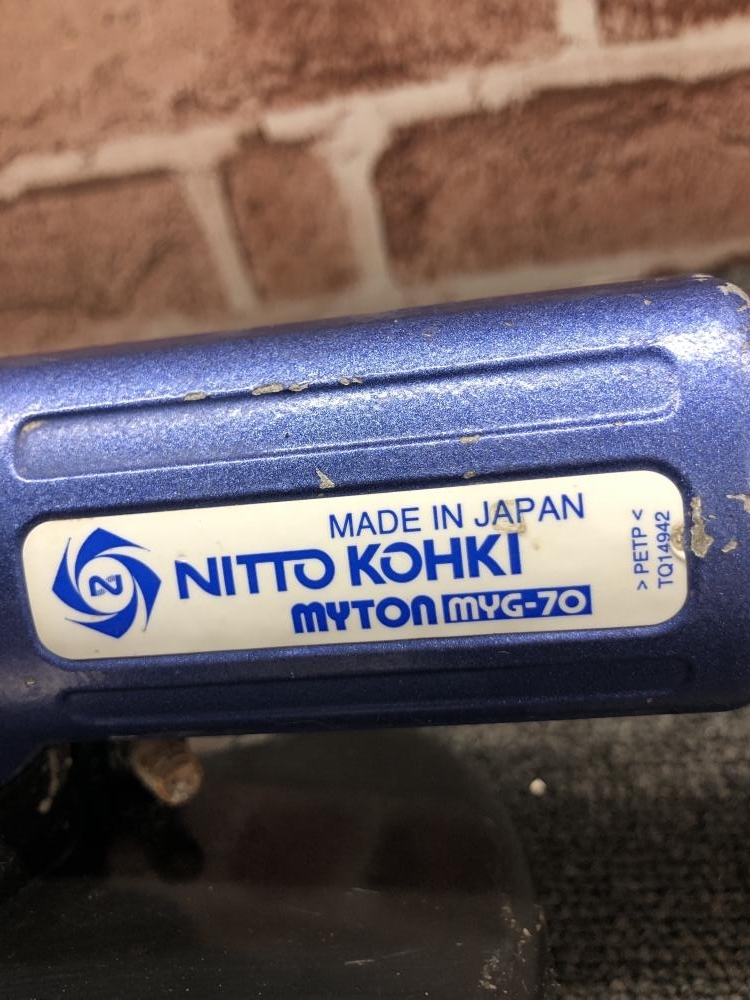 MADE IN JAPAN
NITTO KOHKI
MYTON MYG-70
> PETP <
TQ14942